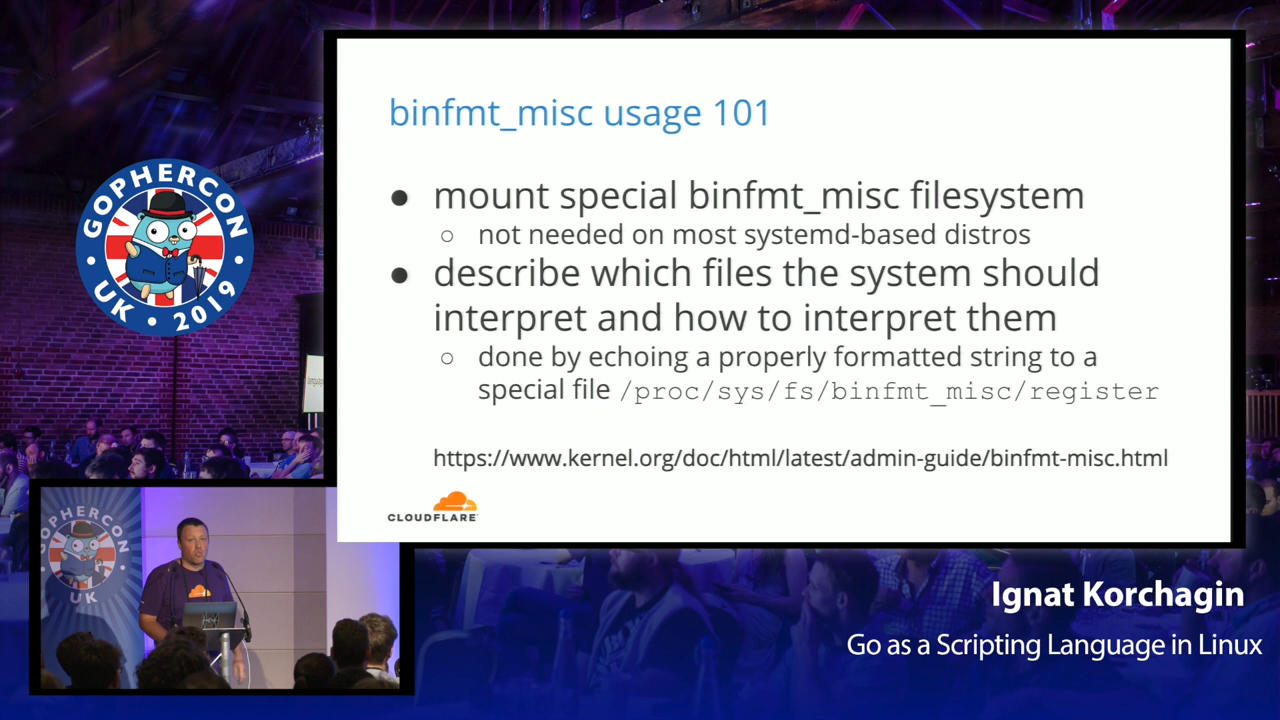 binfmt_misc usage 101
● mount special binfmt_misc filesystem
○ not needed on most systemd-based distros
● describe which files the system should
interpret and how to interpret them
○ done by echoing a properly formatted string to a
special file /proc/sys/fs/binfmt_misc/register
https://www.kernel.org/doc/html/latest/admin-guide/binfmt-misc.html
CLOUDFLARE
GOPHERCON
UK • 2019
GOPHERCON
UK
Ignat Korchagin
Go as a Scripting Language in Linux